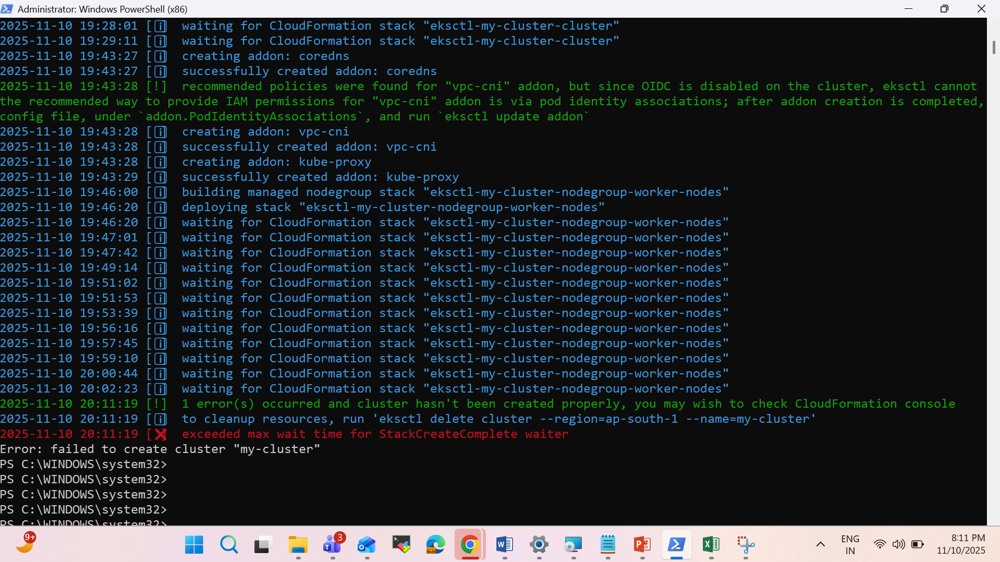 Administrator: Windows PowerShell (x86)
2025-11-10 19:28:01 [ℹ]  waiting for CloudFormation stack "eksctl-my-cluster-cluster"
2025-11-10 19:29:11 [ℹ]  waiting for CloudFormation stack "eksctl-my-cluster-cluster"
2025-11-10 19:43:27 [ℹ]  creating addon: coredns
2025-11-10 19:43:27 [ℹ]  successfully created addon: coredns
2025-11-10 19:43:28 [!]  recommended policies were found for "vpc-cni" addon, but since OIDC is disabled on the cluster, eksctl cannot
the recommended way to provide IAM permissions for "vpc-cni" addon is via pod identity associations; after addon creation is completed,
config file, under `addon.PodIdentityAssociations`, and run `eksctl update addon`
2025-11-10 19:43:28 [ℹ]  creating addon: vpc-cni
2025-11-10 19:43:28 [ℹ]  successfully created addon: vpc-cni
2025-11-10 19:43:28 [ℹ]  creating addon: kube-proxy
2025-11-10 19:43:29 [ℹ]  successfully created addon: kube-proxy
2025-11-10 19:46:00 [ℹ]  building managed nodegroup stack "eksctl-my-cluster-nodegroup-worker-nodes"
2025-11-10 19:46:20 [ℹ]  deploying stack "eksctl-my-cluster-nodegroup-worker-nodes"
2025-11-10 19:46:20 [ℹ]  waiting for CloudFormation stack "eksctl-my-cluster-nodegroup-worker-nodes"
2025-11-10 19:47:01 [ℹ]  waiting for CloudFormation stack "eksctl-my-cluster-nodegroup-worker-nodes"
2025-11-10 19:47:42 [ℹ]  waiting for CloudFormation stack "eksctl-my-cluster-nodegroup-worker-nodes"
2025-11-10 19:49:14 [ℹ]  waiting for CloudFormation stack "eksctl-my-cluster-nodegroup-worker-nodes"
2025-11-10 19:51:02 [ℹ]  waiting for CloudFormation stack "eksctl-my-cluster-nodegroup-worker-nodes"
2025-11-10 19:51:53 [ℹ]  waiting for CloudFormation stack "eksctl-my-cluster-nodegroup-worker-nodes"
2025-11-10 19:53:39 [ℹ]  waiting for CloudFormation stack "eksctl-my-cluster-nodegroup-worker-nodes"
2025-11-10 19:56:16 [ℹ]  waiting for CloudFormation stack "eksctl-my-cluster-nodegroup-worker-nodes"
2025-11-10 19:57:45 [ℹ]  waiting for CloudFormation stack "eksctl-my-cluster-nodegroup-worker-nodes"
2025-11-10 19:59:10 [ℹ]  waiting for CloudFormation stack "eksctl-my-cluster-nodegroup-worker-nodes"
2025-11-10 20:00:44 [ℹ]  waiting for CloudFormation stack "eksctl-my-cluster-nodegroup-worker-nodes"
2025-11-10 20:02:23 [ℹ]  waiting for CloudFormation stack "eksctl-my-cluster-nodegroup-worker-nodes"
2025-11-10 20:11:19 [!]  1 error(s) occurred and cluster hasn't been created properly, you may wish to check CloudFormation console
2025-11-10 20:11:19 [ℹ]  to cleanup resources, run 'eksctl delete cluster --region=ap-south-1 --name=my-cluster'
2025-11-10 20:11:19 [✖]  exceeded max wait time for StackCreateComplete waiter
Error: failed to create cluster "my-cluster"
PS C:\WINDOWS\system32>
PS C:\WINDOWS\system32>
PS C:\WINDOWS\system32>
PS C:\WINDOWS\system32>
PS C:\WINDOWS\system32>
9+
3
ENG
IN
8:11 PM
11/10/2025